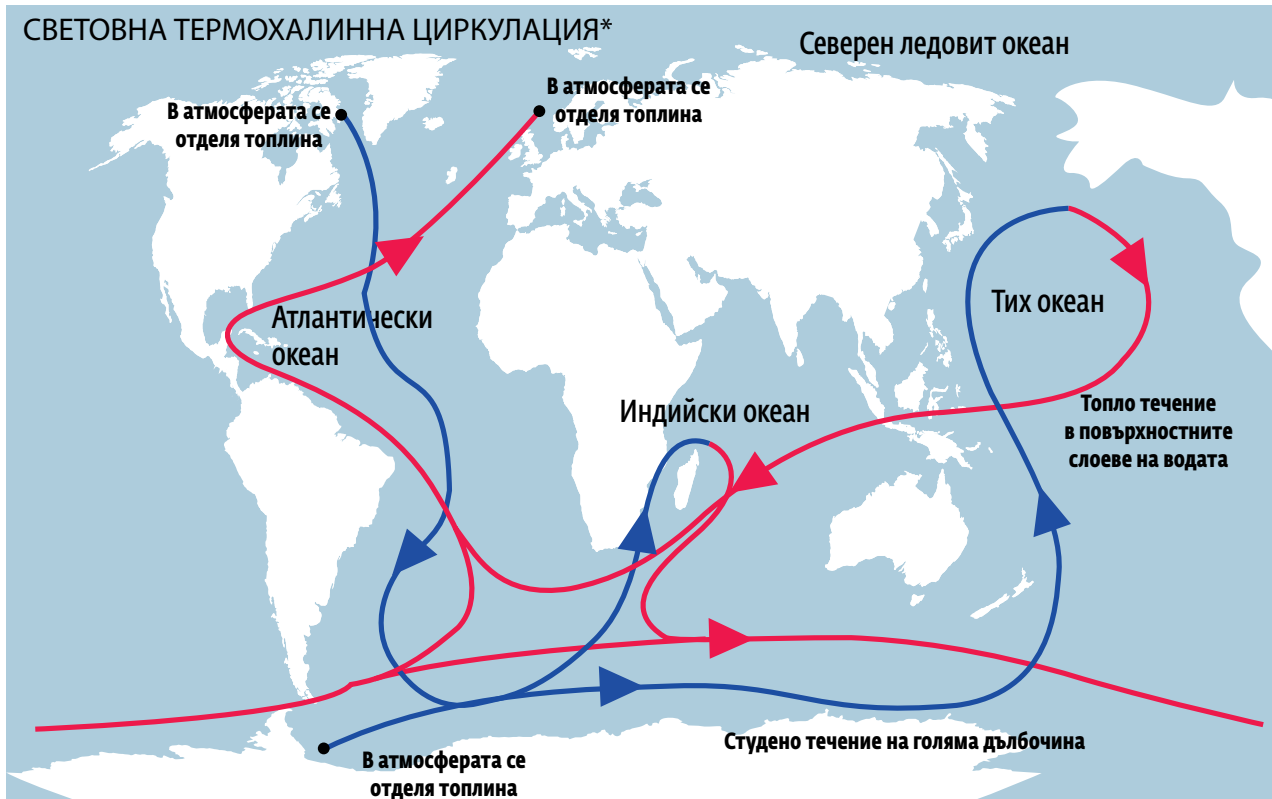 СВЕТОВНА ТЕРМОХАЛИННА ЦИРКУЛАЦИЯ*
Северен ледовит океан
В атмосферата се
отделя топлина
В атмосферата се
отделя топлина
Атлантически
океан
Тих океан
Индийски океан
Топло течение
в повърхностните
слоеве на водата
Студено течение на голяма дълбочина
В атмосферата се
отделя топлина